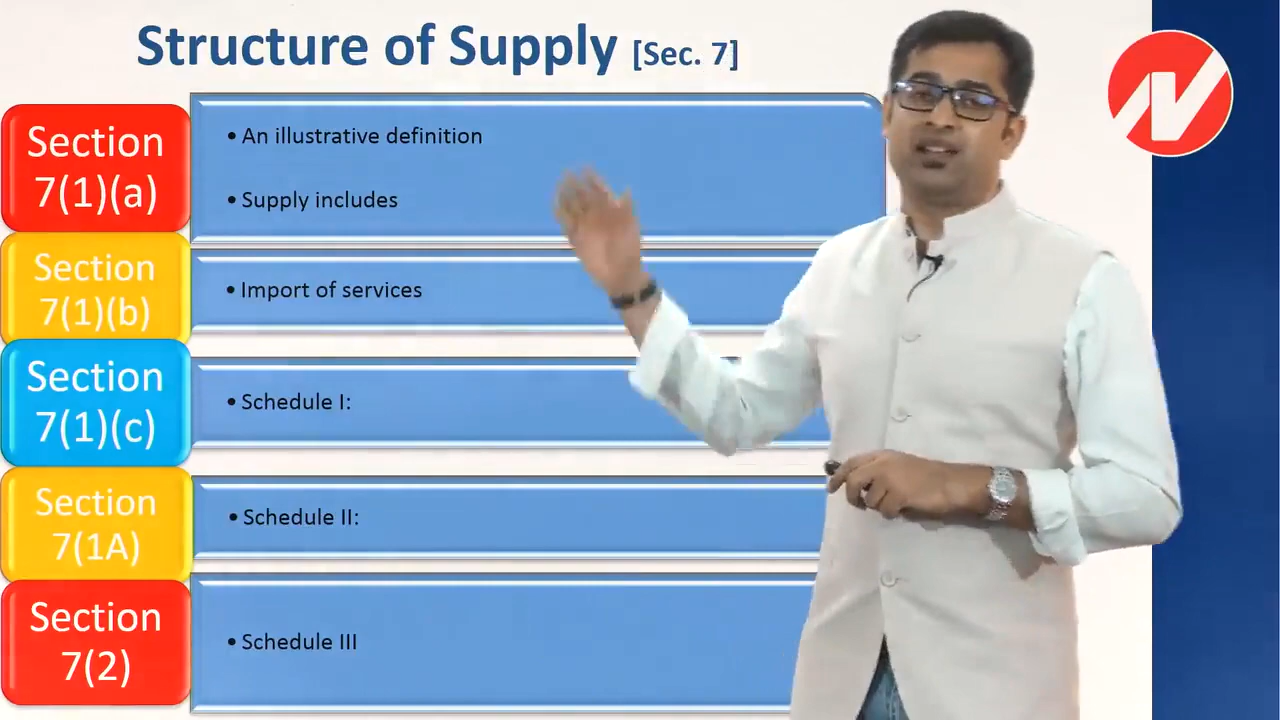 Structure of Supply [Sec. 7]
Section
7(1)(a)
• An illustrative definition
• Supply includes
Section
7(1)(b)
• Import of services
Section
7(1)(c)
• Schedule I:
Section
7(1A)
• Schedule II:
Section
7(2)
• Schedule III